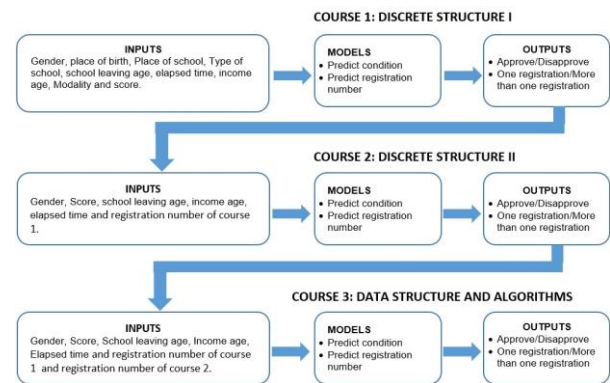 COURSE 1: DISCRETE STRUCTURE I
INPUTS
Gender, place of birth, Place of school, Type of
school, school leaving age, elapsed time, income
age, Modality and score.
MODELS
• Predict condition
• Predict registration
number
OUTPUTS
• Approve/Disapprove
• One registration/More
than one registration
COURSE 2: DISCRETE STRUCTURE II
INPUTS
Gender, Score, school leaving age, income age,
elapsed time and registration number of course
1.
MODELS
• Predict condition
• Predict registration
number
OUTPUTS
• Approve/Disapprove
• One registration/More
than one registration
COURSE 3: DATA STRUCTURE AND ALGORITHMS
INPUTS
Gender, Score, School leaving age, Income age,
Elapsed time and registration number of course
1 and registration number of course 2.
MODELS
• Predict condition
• Predict registration
number
OUTPUTS
• Approve/Disapprove
• One registration/More
than one registration